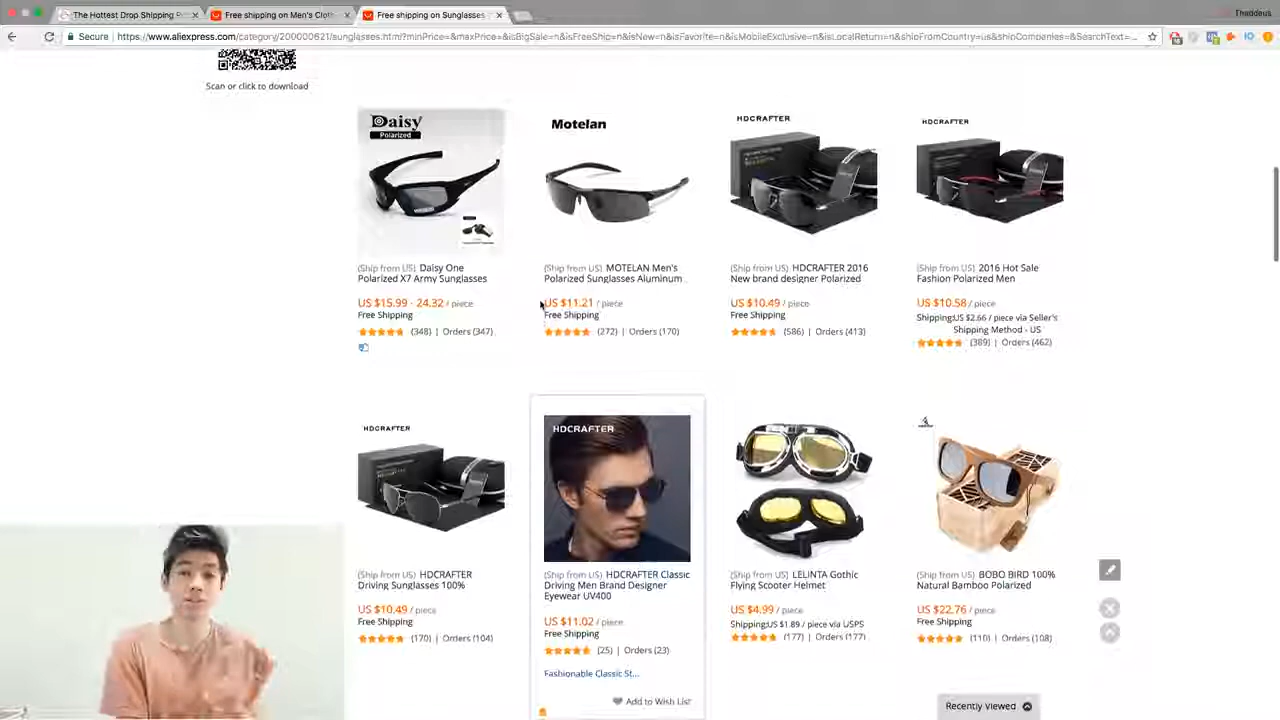 The Hottest Drop Shipping
Free shipping on Men's Cloth
Free shipping on Sunglasses
Thaddeus
Secure
https://www.aliexpress.com/category/200000621/sunglasses.html?minPrice=&maxPrice=&isBigSale=n&isFreeShip=n&isNew=n&isFavorite=n&isMobileExclusive=n&isLocalReturn=n&shipFromCountry=us&shipCompanies=&SearchText=...
Scan or click to download
Daisy
Polarized
(Ship from US) Daisy One
Polarized X7 Army Sunglasses
US $15.99 - 24.32 / piece
Free Shipping
(348) | Orders (347)
Motelan
(Ship from US) MOTELAN Men's
Polarized Sunglasses Aluminum
US $11.21 / piece
Free Shipping
(272) | Orders (170)
HDCRAFTER
(Ship from US) HDCRAFTER 2016
New brand designer Polarized
US $10.49 / piece
Free Shipping
(586) | Orders (413)
HDCRAFTER
(Ship from US) 2016 Hot Sale
Fashion Polarized Men
US $10.58 / piece
Shipping:US $2.66 / piece via Seller's
Shipping Method - US
(389) | Orders (462)
HDCRAFTER
(Ship from US) HDCRAFTER
Driving Sunglasses 100%
US $10.49 / piece
Free Shipping
(170) | Orders (104)
HDCRAFTER
(Ship from US) HDCRAFTER Classic
Driving Men Brand Designer
Eyewear UV400
US $11.02 / piece
Free Shipping
(25) | Orders (23)
Fashionable Classic St...
Add to Wish List
(Ship from US) LELINTA Gothic
Flying Scooter Helmet
US $4.99 / piece
Shipping:US $1.89 / piece via USPS
(177) | Orders (177)
(Ship from US) BOBO BIRD 100%
Natural Bamboo Polarized
US $22.76 / piece
Free Shipping
(110) | Orders (108)
Recently Viewed